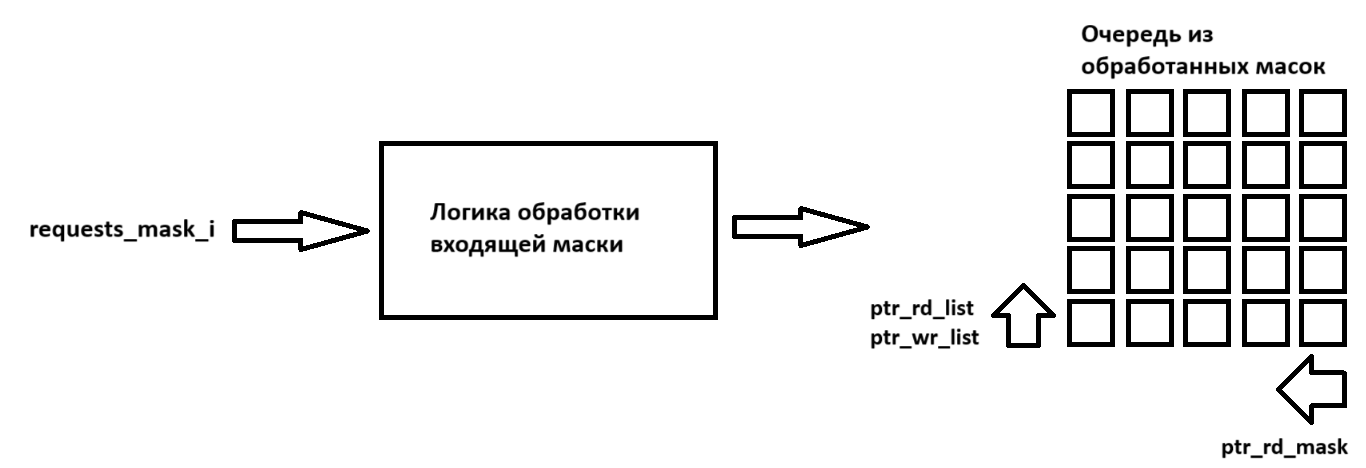 requests_mask_i
Логика обработки
входящей маски
Очередь из
обработанных масок
ptr_rd_list
ptr_wr_list
ptr_rd_mask